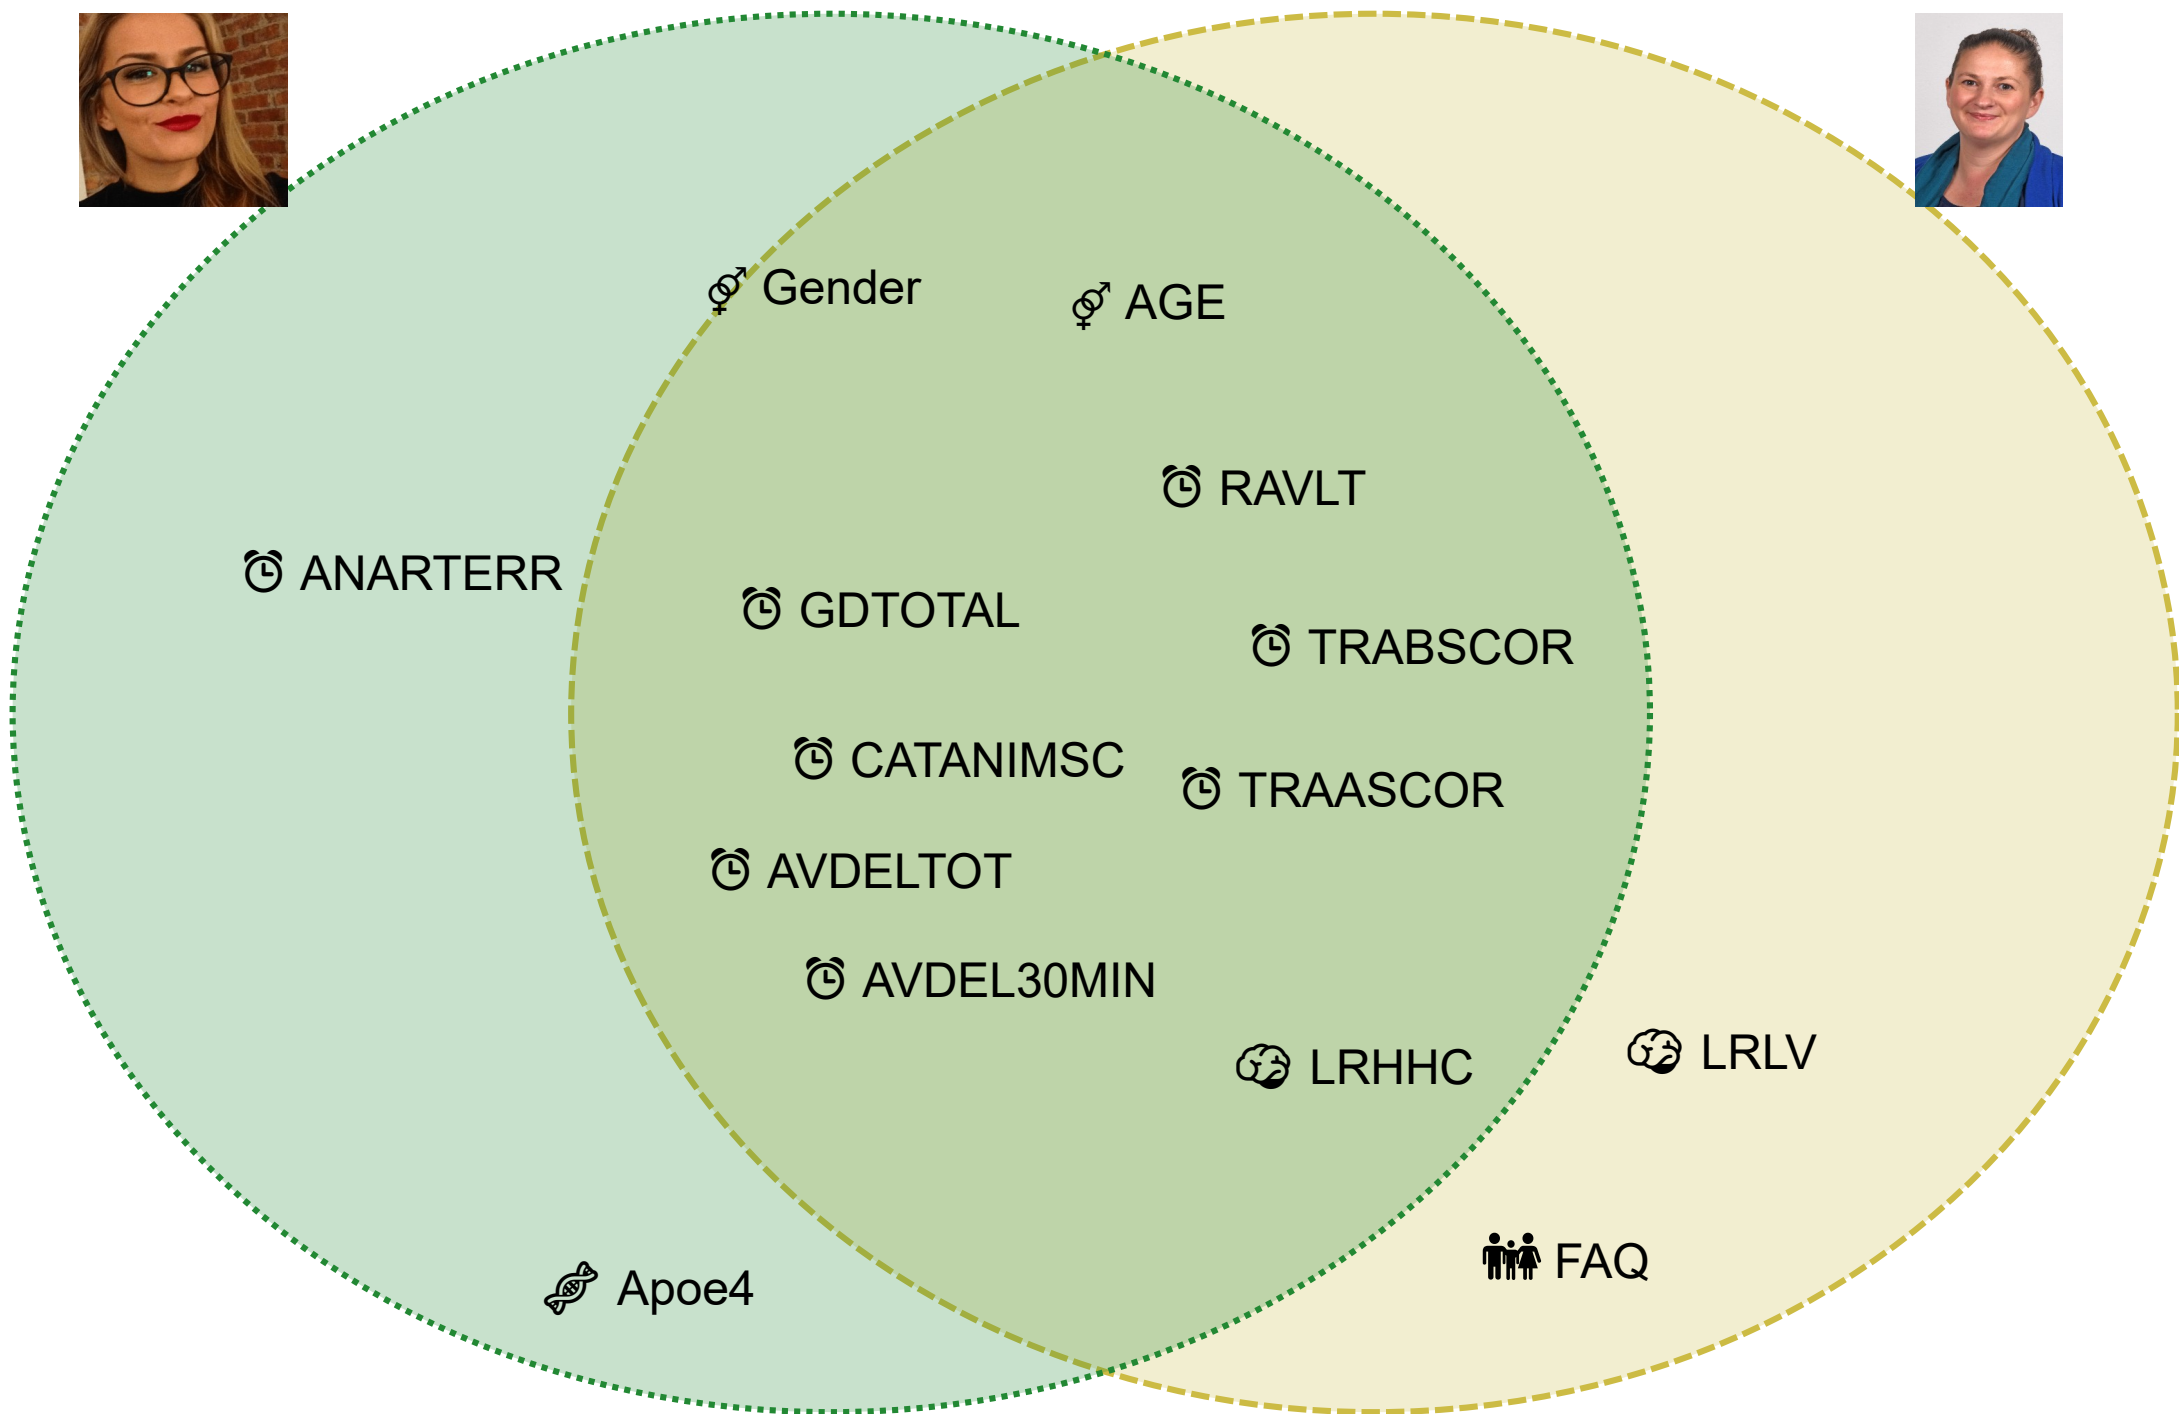 Gender
AGE
RAVLT
ANARTERR
GDTOTAL
TRABSCOR
CATANIMSC
TRAASCOR
AVDELTOT
AVDEL30MIN
LRHHC
LRLV
FAQ
Apoe4